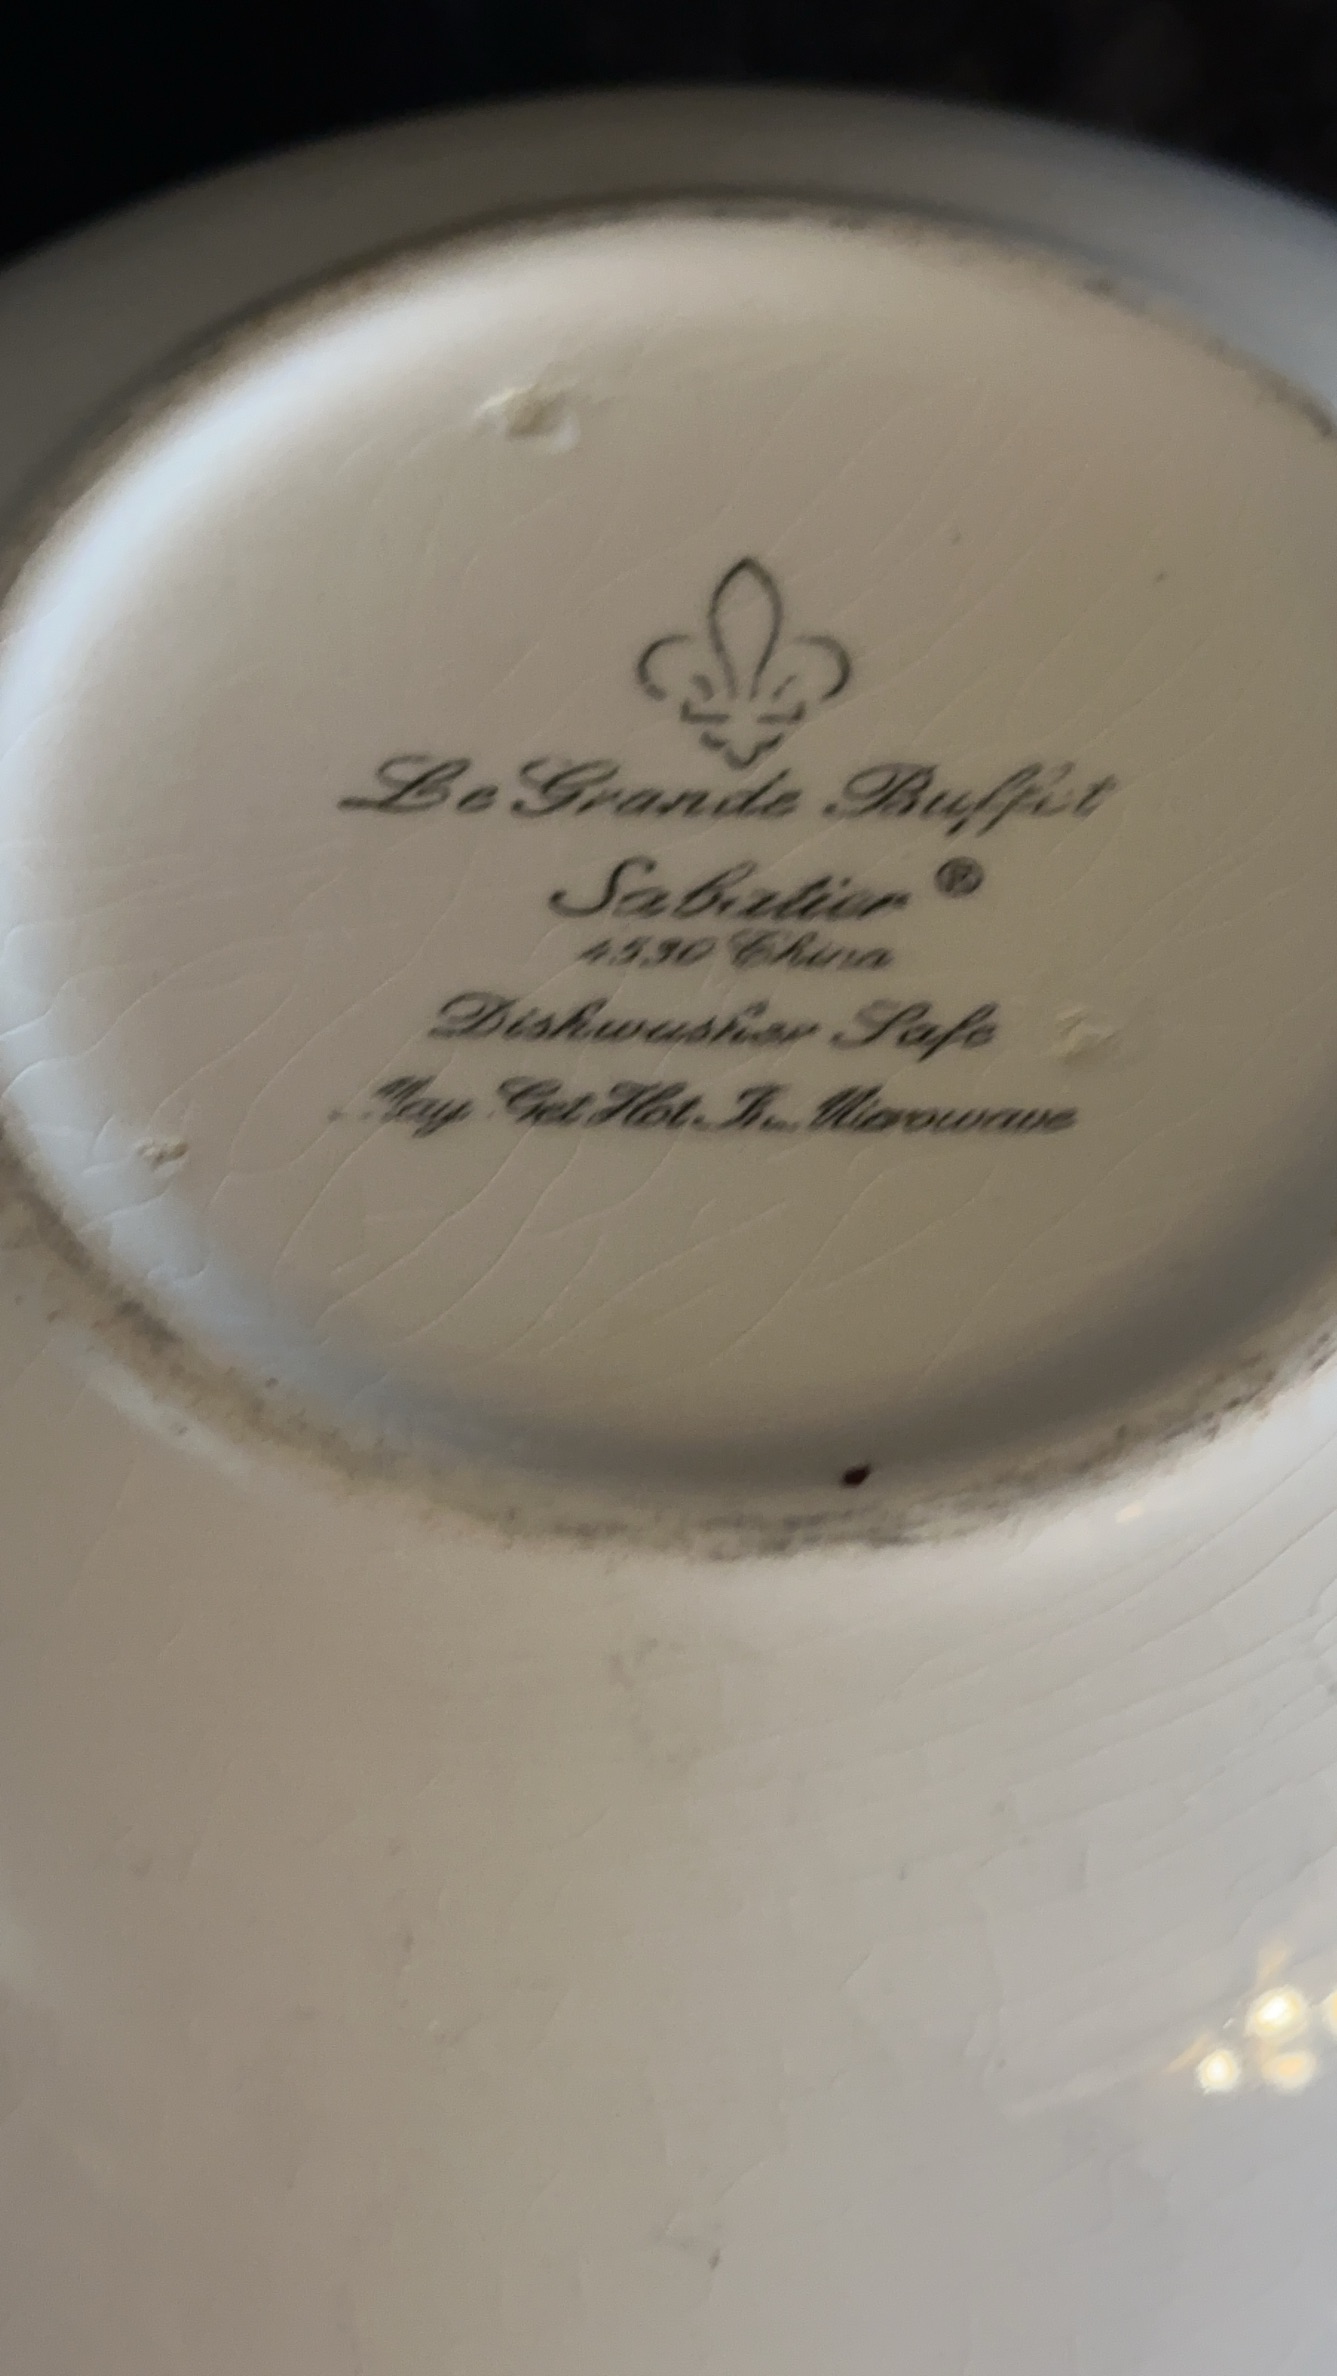 Le Grande Buffet
Sabatier ®
4530 China
Dishwasher Safe
May Get Hot In Microwave